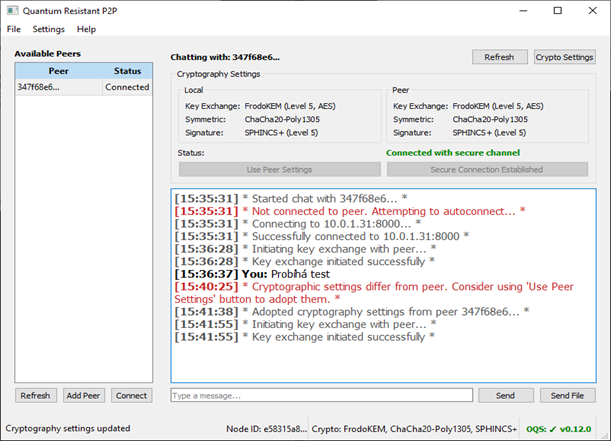 Quantum Resistant P2P
File Settings Help
Available Peers
Peer Status
347f68e6... Connected
Refresh Add Peer Connect
Chatting with: 347f68e6...
Refresh Crypto Settings
Cryptography Settings
Local
Key Exchange: FrodoKEM (Level 5, AES)
Symmetric: ChaCha20-Poly1305
Signature: SPHINCS+ (Level 5)
Peer
Key Exchange: FrodoKEM (Level 5, AES)
Symmetric: ChaCha20-Poly1305
Signature: SPHINCS+ (Level 5)
Status: Connected with secure channel
Use Peer Settings Secure Connection Established
[15:35:31] * Started chat with 347f68e6... *
[15:35:31] * Not connected to peer. Attempting to autoconnect... *
[15:35:31] * Connecting to 10.0.1.31:8000... *
[15:35:31] * Successfully connected to 10.0.1.31:8000 *
[15:36:28] * Initiating key exchange with peer... *
[15:36:28] * Key exchange initiated successfully *
[15:36:37] You: Probíhá test
[15:40:25] * Cryptographic settings differ from peer. Consider using 'Use Peer
Settings' button to adopt them. *
[15:41:38] * Adopted cryptography settings from peer 347f68e6... *
[15:41:55] * Initiating key exchange with peer... *
[15:41:55] * Key exchange initiated successfully *
Type a message... Send Send File
Cryptography settings updated Node ID: e58315a8... Crypto: FrodoKEM, ChaCha20-Poly1305, SPHINCS+ OQS: ✓ v0.12.0